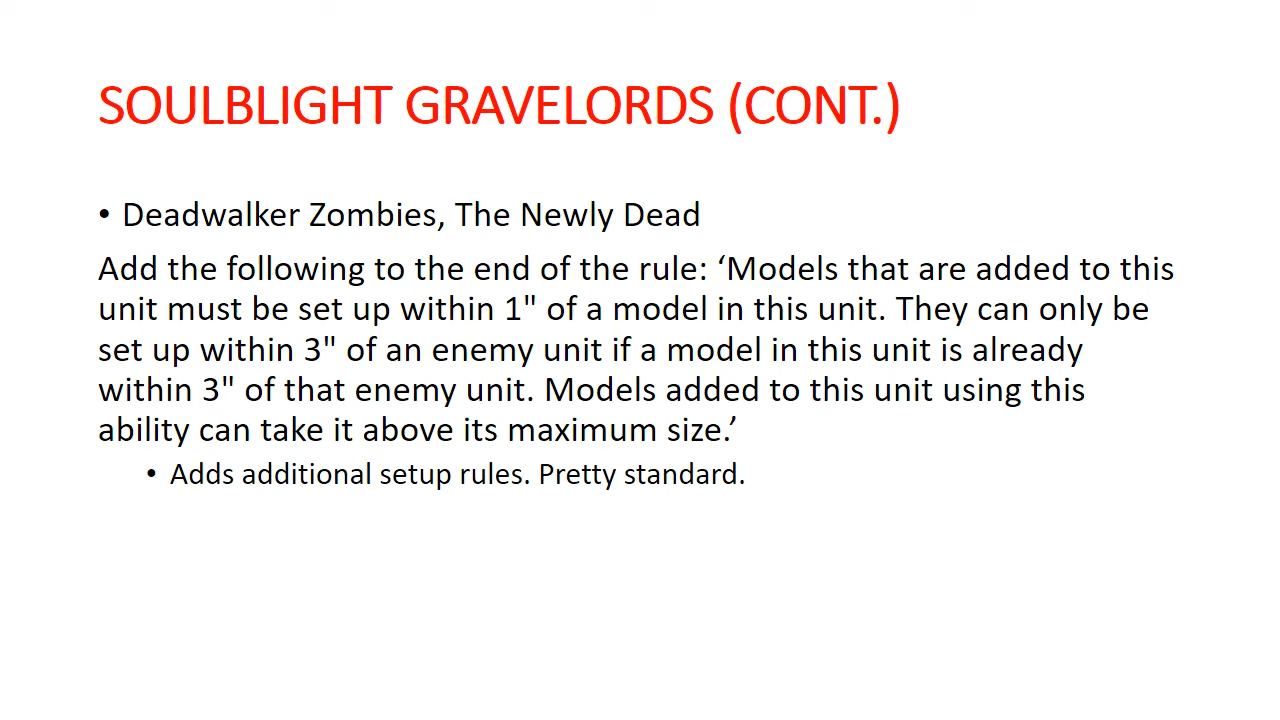 SOULBLIGHT GRAVELORDS (CONT.)
• Deadwalker Zombies, The Newly Dead
Add the following to the end of the rule: ‘Models that are added to this
unit must be set up within 1" of a model in this unit. They can only be
set up within 3" of an enemy unit if a model in this unit is already
within 3" of that enemy unit. Models added to this unit using this
ability can take it above its maximum size.’
• Adds additional setup rules. Pretty standard.